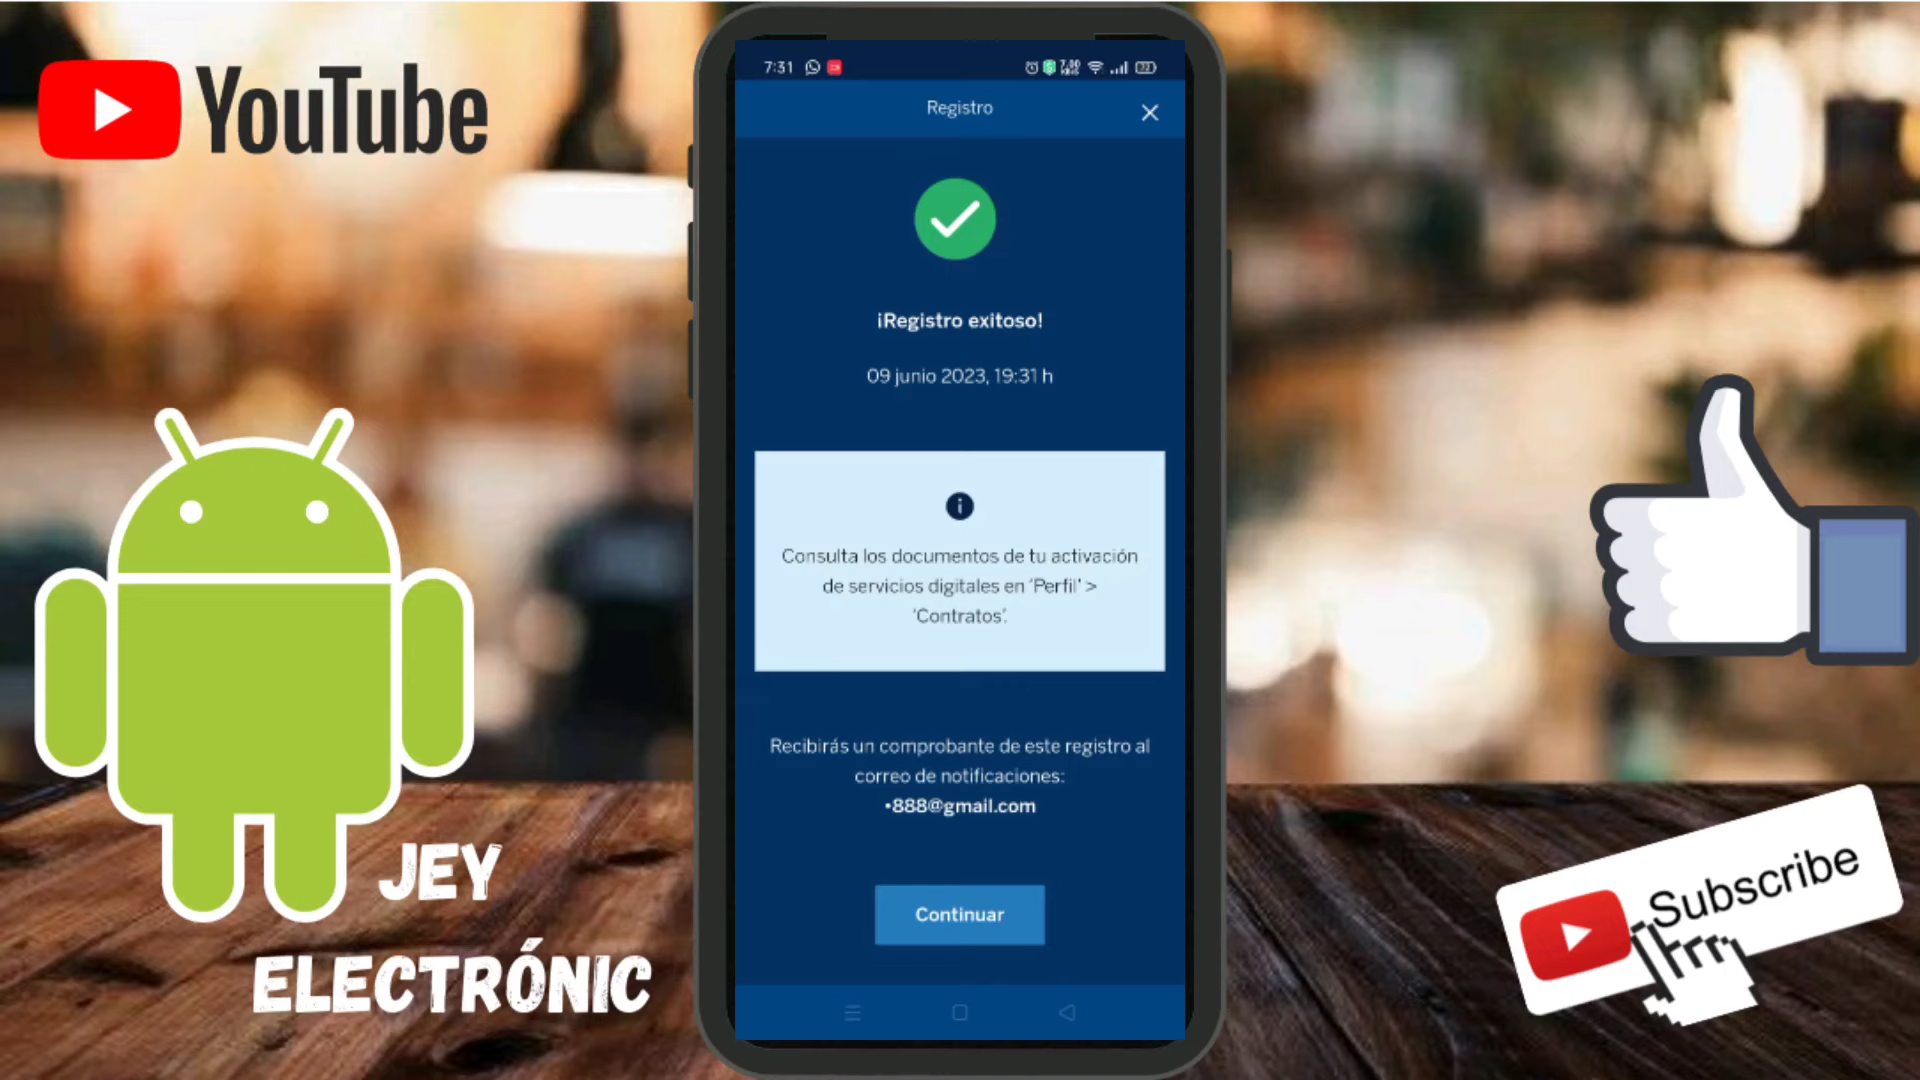 YouTube
7:31
Registro
¡Registro exitoso!
09 junio 2023, 19:31 h
Consulta los documentos de tu activación
de servicios digitales en 'Perfil' >
'Contratos'.
Recibirás un comprobante de este registro al
correo de notificaciones:
•888@gmail.com
Continuar
JEY
ELECTRÓNIC
Subscribe